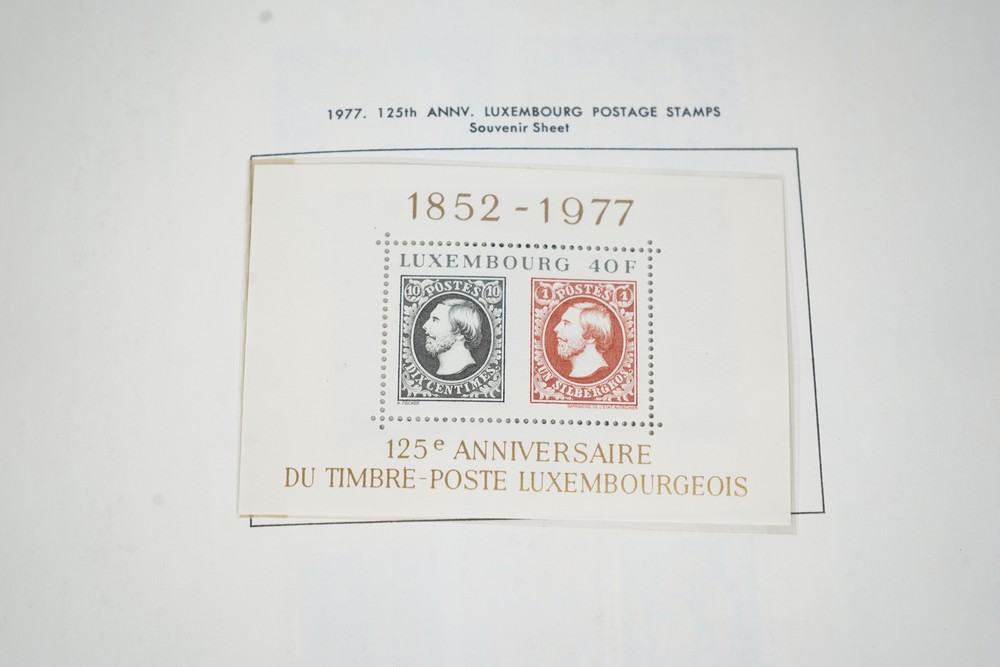 1977. 125th ANNV. LUXEMBOURG POSTAGE STAMPS
Souvenir Sheet
1852 - 1977
LUXEMBOURG 40 F
10 POSTES 10
DIX CENTIMES
1 POSTES 1
UN SILBERGROS
125e ANNIVERSAIRE
DU TIMBRE-POSTE LUXEMBOURGEOIS